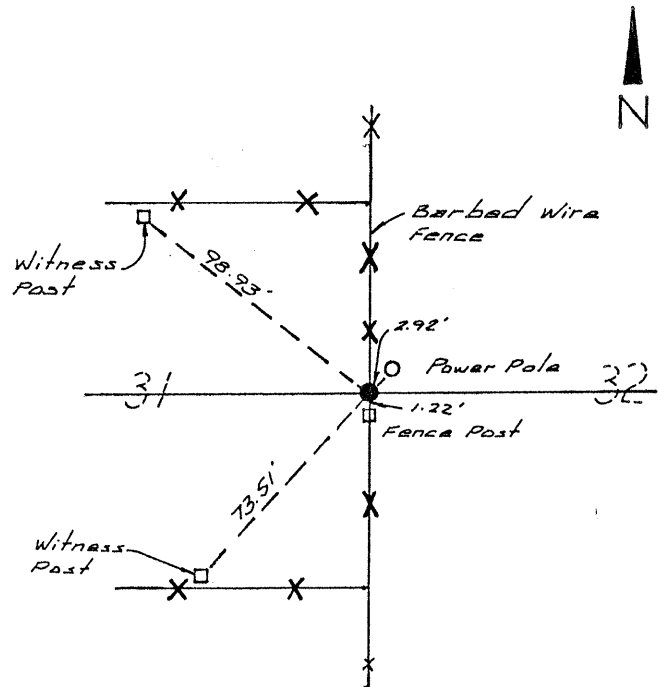 N
Barbed Wire
Fence
Witness
Post
98.93'
2.92'
Power Pole
31
32
1.22'
Fence Post
73.51'
Witness
Post